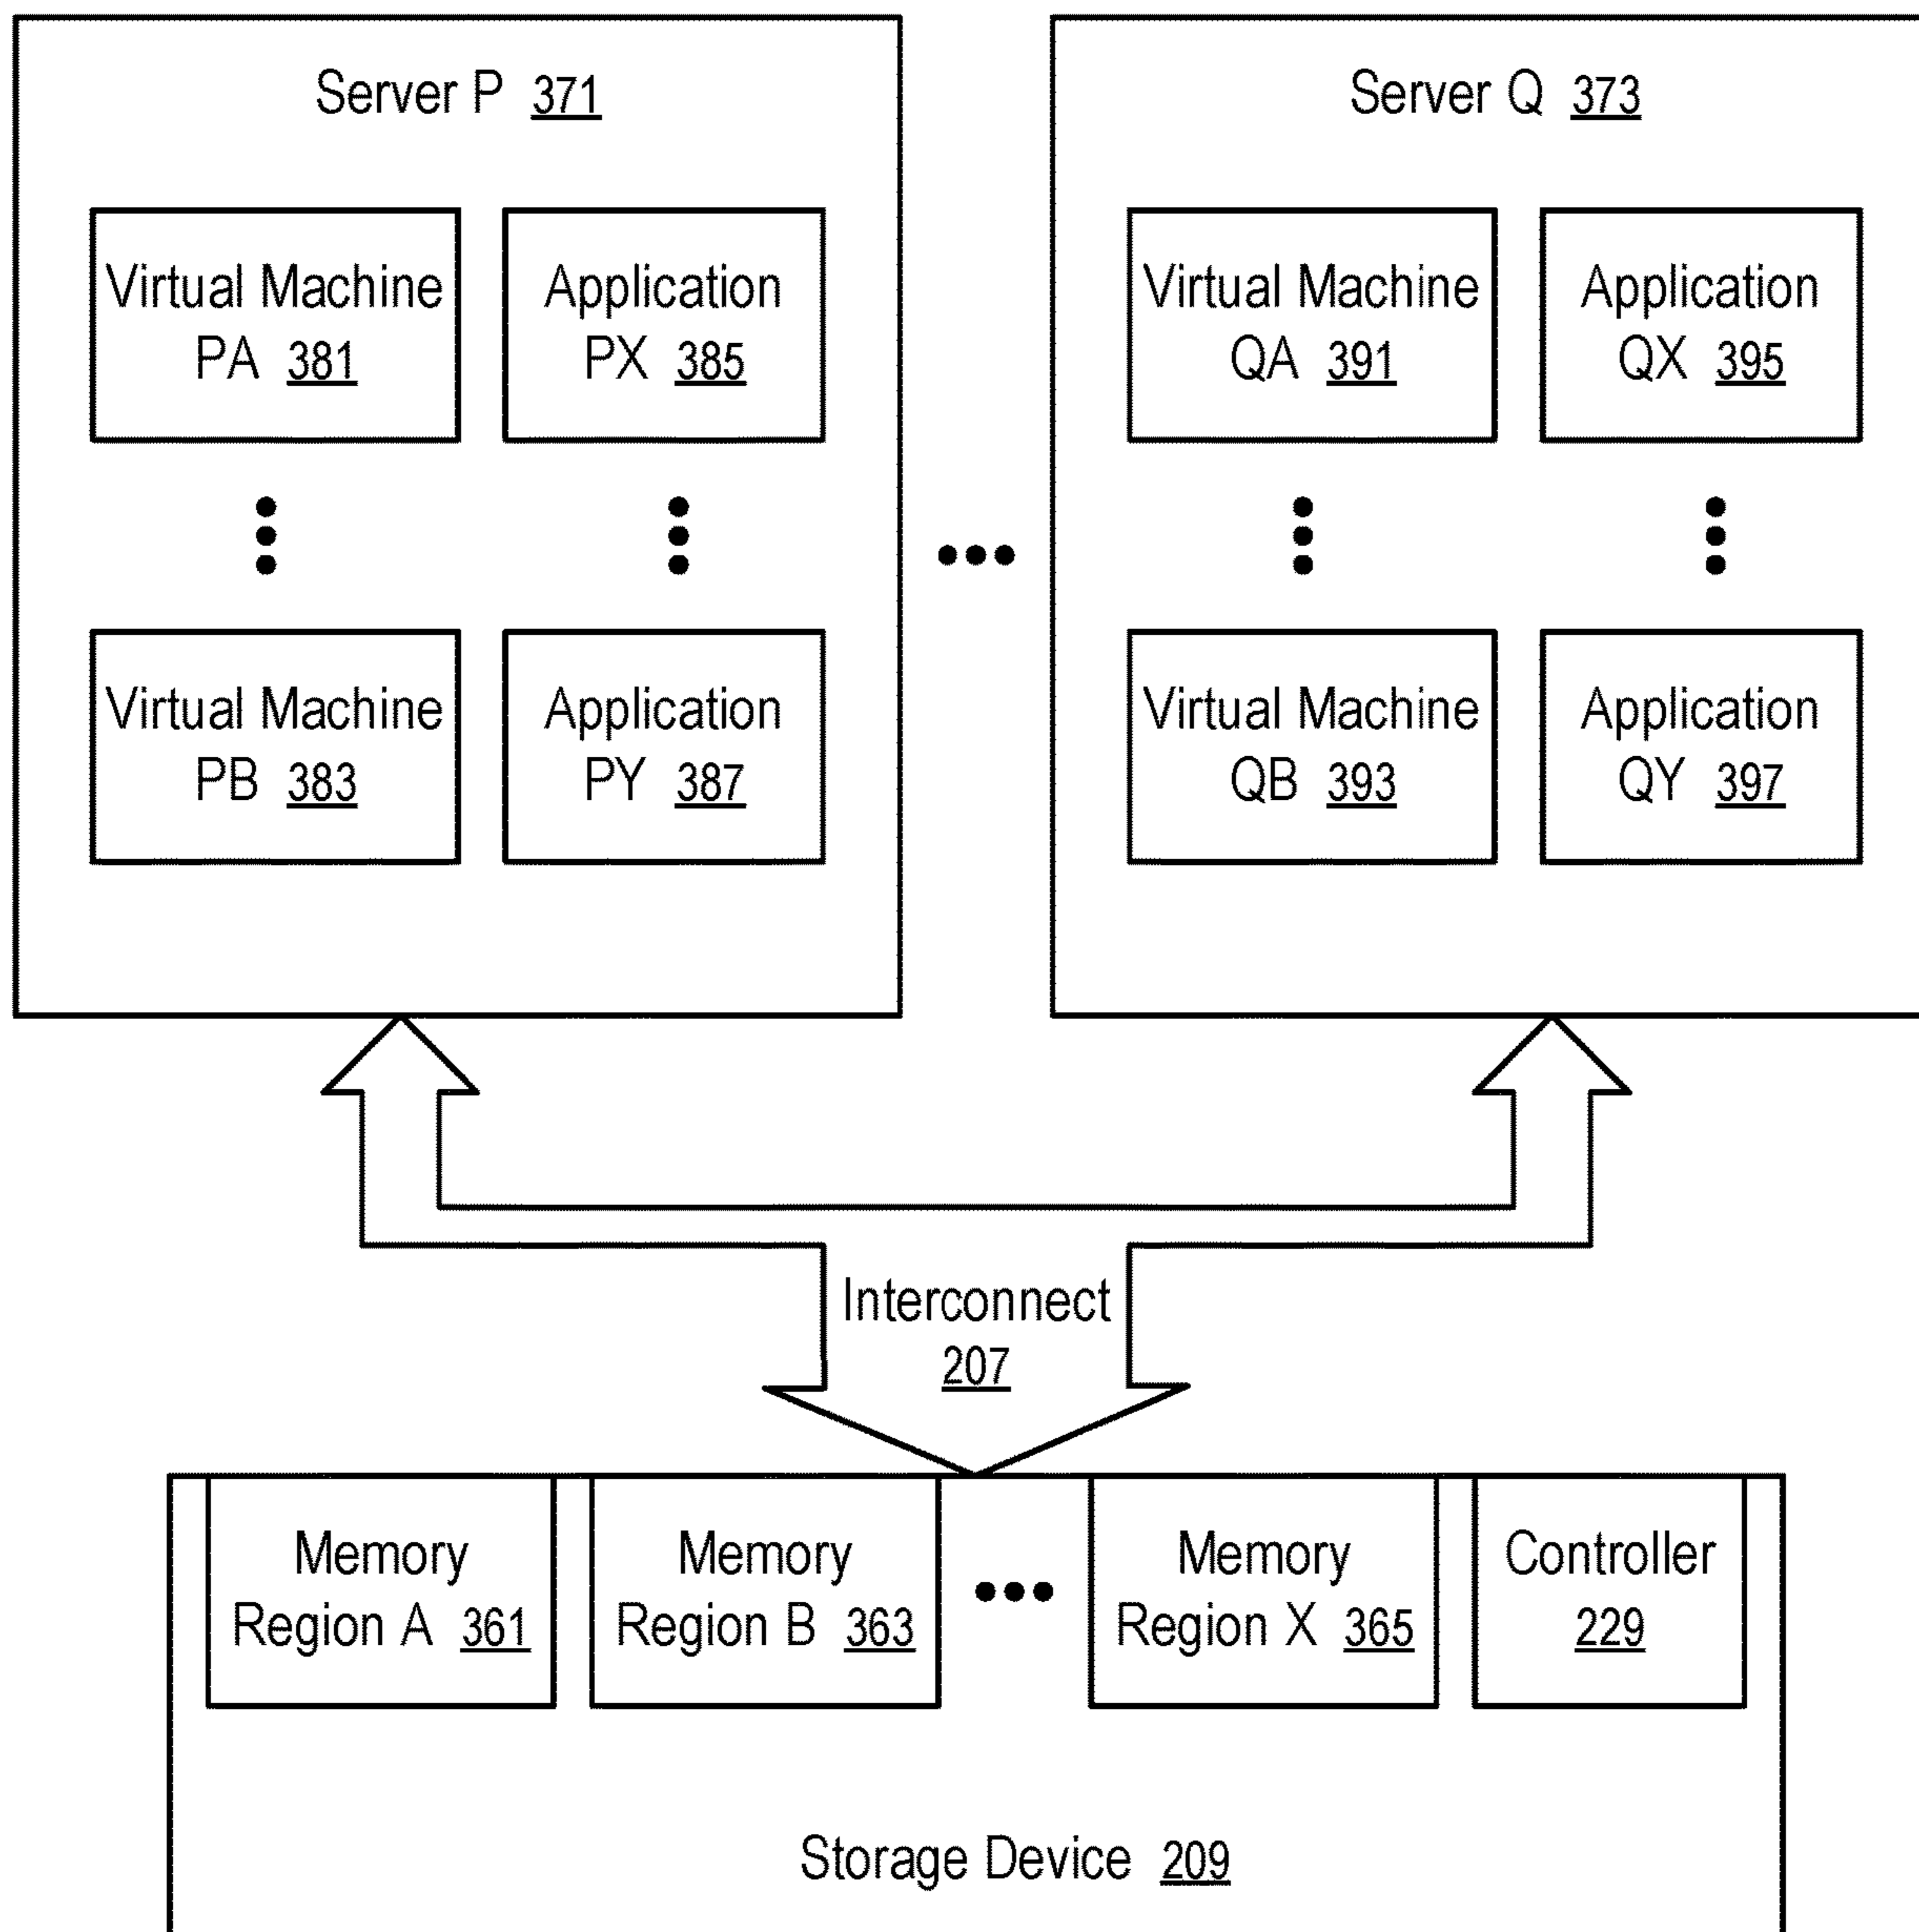 Server P 371
Virtual Machine
PA 381
Application
PX 385
Virtual Machine
PB 383
Application
PY 387
Server Q 373
Virtual Machine
QA 391
Application
QX 395
Virtual Machine
QB 393
Application
QY 397
Interconnect
207
Memory
Region A 361
Memory
Region B 363
Memory
Region X 365
Controller
229
Storage Device 209